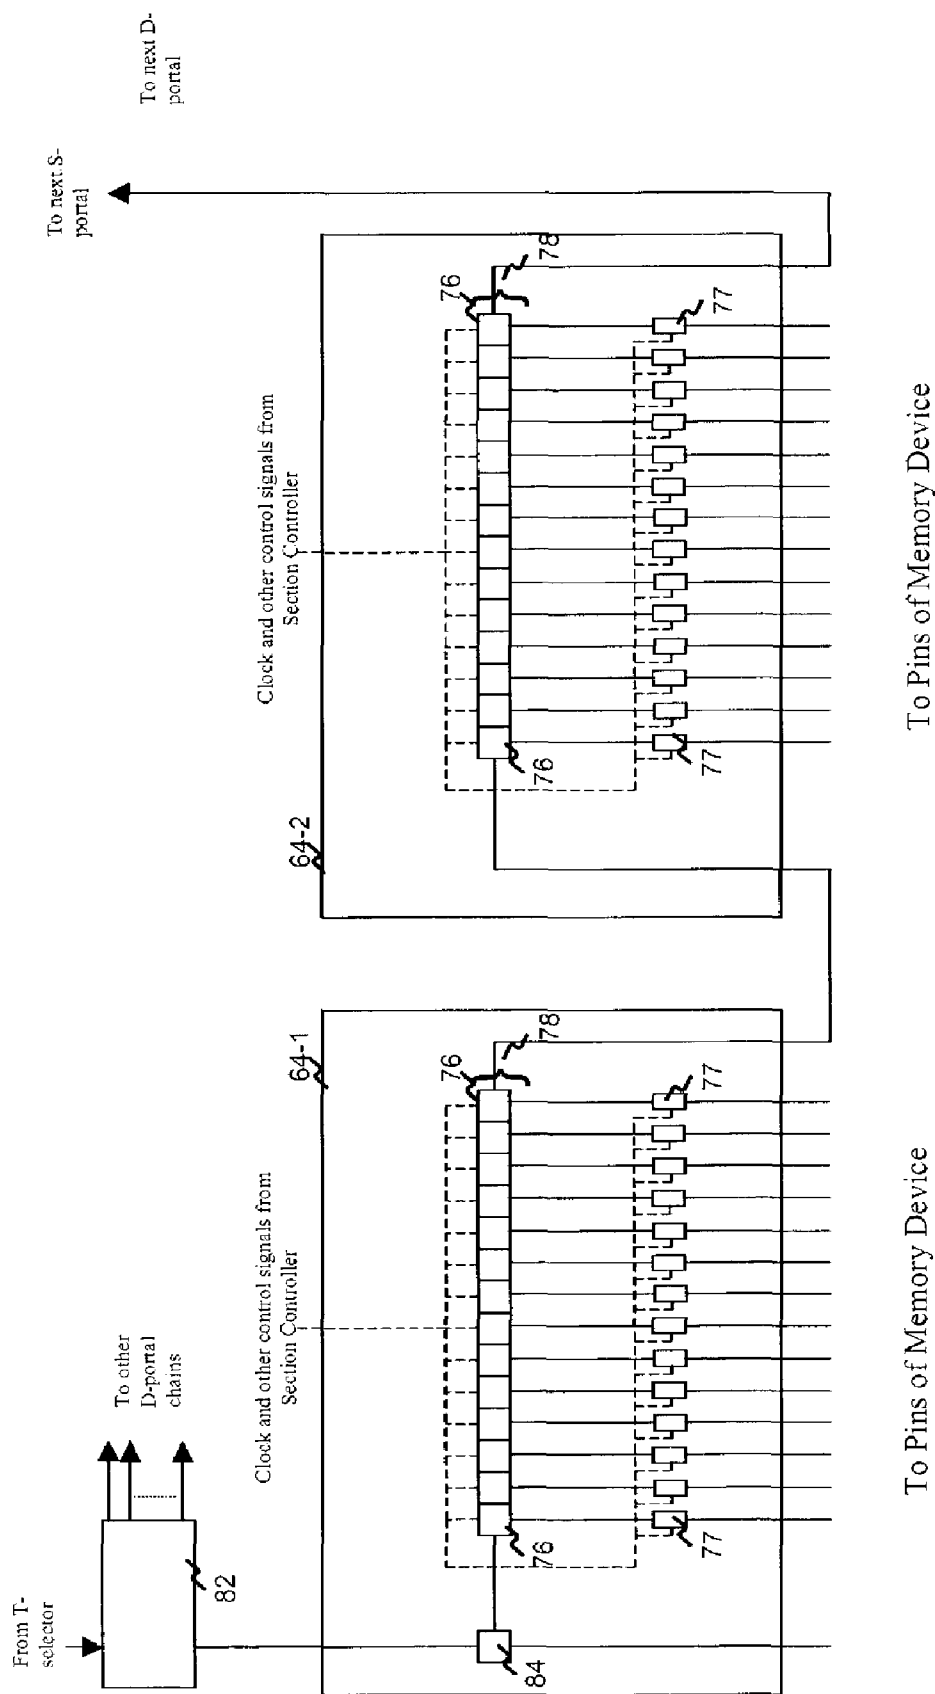 From T-
selector
82
To other
D-portal
chains
84
64-1
Clock and other control signals from
Section Controller
76
76
78
77
77
To Pins of Memory Device
64-2
Clock and other control signals from
Section Controller
76
76
78
77
77
To Pins of Memory Device
To next S-
portal
To next D-
portal